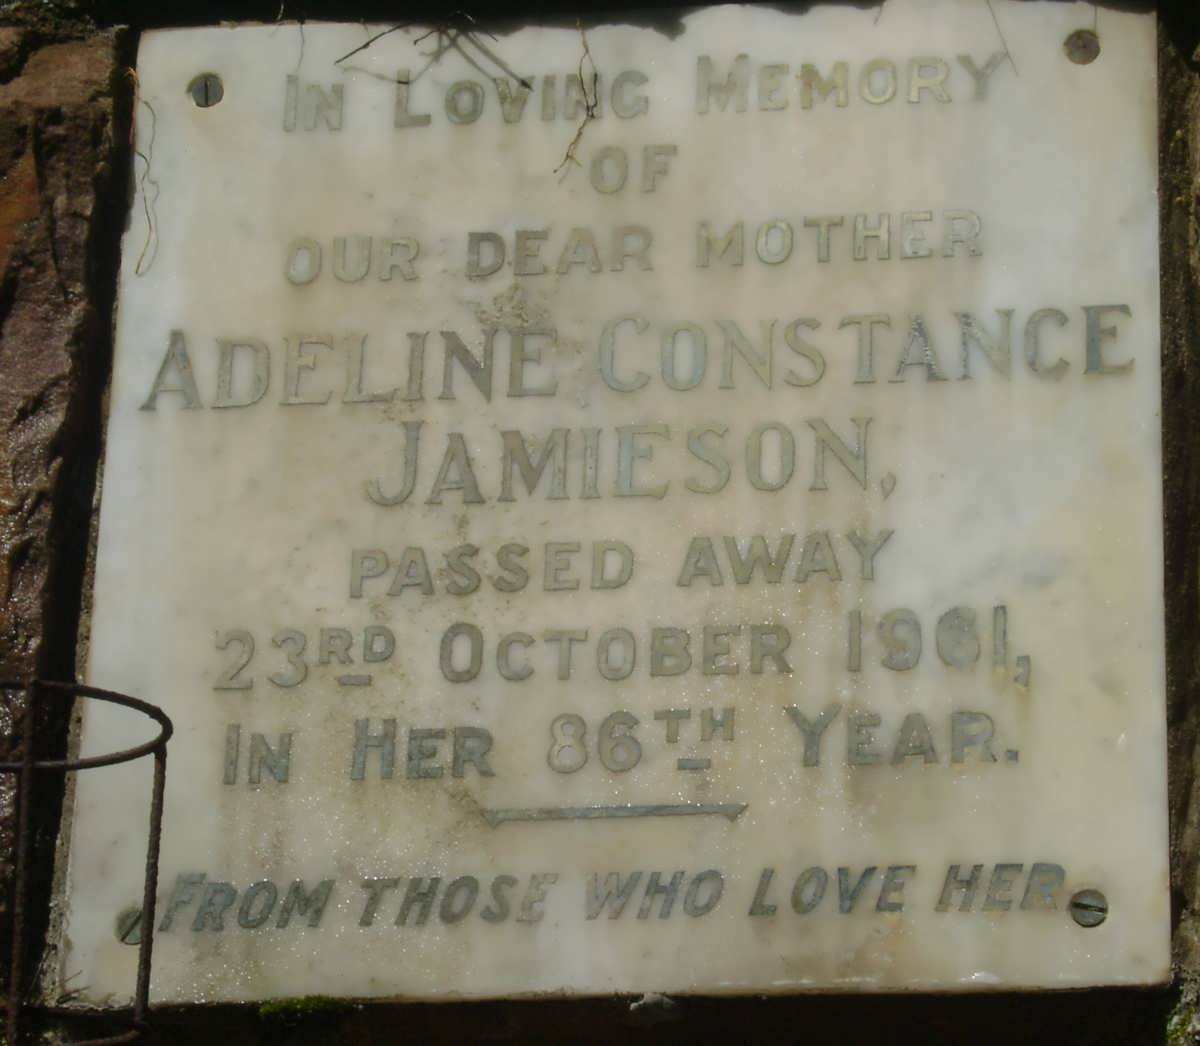 IN LOVING MEMORY
OF
OUR DEAR MOTHER
ADELINE CONSTANCE
JAMIESON,
PASSED AWAY
23RD OCTOBER 1961,
IN HER 86TH YEAR.
FROM THOSE WHO LOVE HER